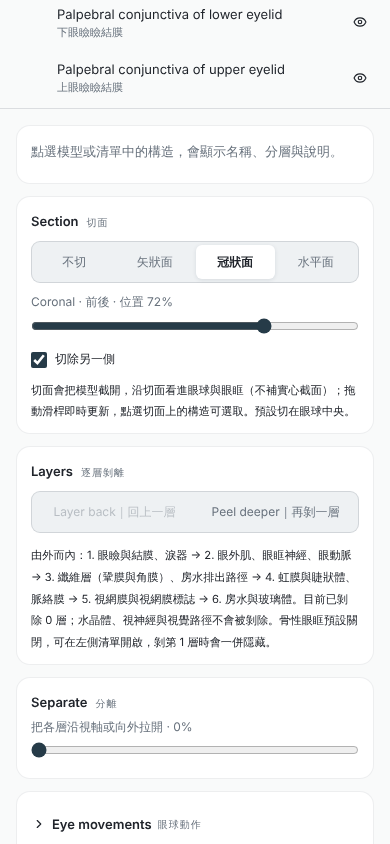 Palpebral conjunctiva of lower eyelid
下眼瞼瞼結膜
Palpebral conjunctiva of upper eyelid
上眼瞼瞼結膜
點選模型或清單中的構造，會顯示名稱、分層與說明。
Section 切面
不切 矢狀面 冠狀面 水平面
Coronal · 前後 · 位置 72%
切除另一側
切面會把模型截開，沿切面看進眼球與眼眶（不補實心截面）；拖
動滑桿即時更新，點選切面上的構造可選取。預設切在眼球中央。
Layers 逐層剝離
Layer back｜回上一層 Peel deeper｜再剝一層
由外而內：1. 眼瞼與結膜、淚器 → 2. 眼外肌、眼眶神經、眼動脈
→ 3. 纖維層（鞏膜與角膜）、房水排出路徑 → 4. 虹膜與睫狀體、
脈絡膜 → 5. 視網膜與視網膜標誌 → 6. 房水與玻璃體。目前已剝
除 0 層；水晶體、視神經與視覺路徑不會被剝除。骨性眼眶預設關
閉，可在左側清單開啟，剝第 1 層時會一併隱藏。
Separate 分離
把各層沿視軸或向外拉開 · 0%
Eye movements 眼球動作